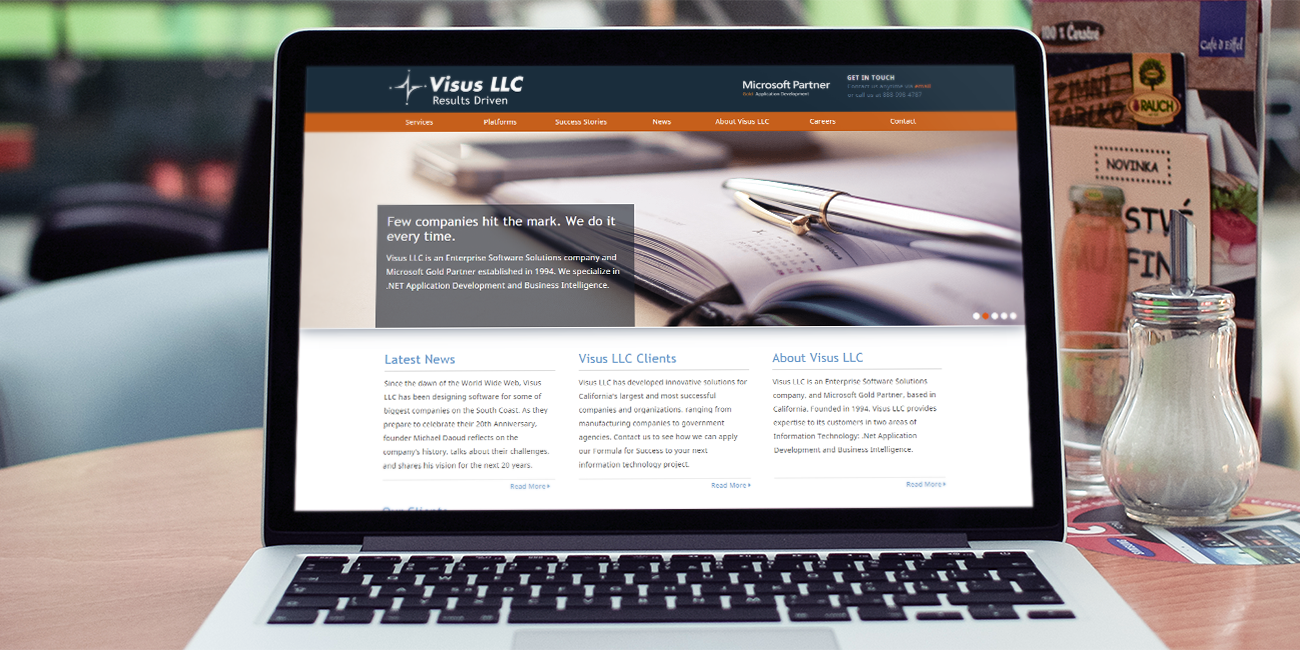 Visus LLC
Results Driven
Microsoft Partner
Gold Application Development
GET IN TOUCH
Contact us anytime via email
or call us at
Services Platforms Success Stories News About Visus LLC Careers Contact
Few companies hit the mark. We do it
every time.
Visus LLC is an Enterprise Software Solutions company and
Microsoft Gold Partner established in 1994. We specialize in
.NET Application Development and Business Intelligence.
Latest News
Since the dawn of the World Wide Web, Visus
LLC has been designing software for some of
biggest companies on the South Coast. As they
prepare to celebrate their 20th Anniversary,
founder Michael Daoud reflects on the
company's history, talks about their challenges,
and shares his vision for the next 20 years.
Read More
Visus LLC Clients
Visus LLC has developed innovative solutions for
California's largest and most successful
companies and organizations, ranging from
manufacturing companies to government
agencies. Contact us to see how we can apply
our Formula for Success to your next
information technology project.
Read More
About Visus LLC
Visus LLC is an Enterprise Software Solutions
company, and Microsoft Gold Partner, based in
California. Founded in 1994, Visus LLC provides
expertise to its customers in two areas of
Information Technology: .Net Application
Development and Business Intelligence.
Read More
Our Clients
100% Čerstvé
Café d Eiffel
ZIMNÍ
JABLKO
RAUCH
NOVINKA